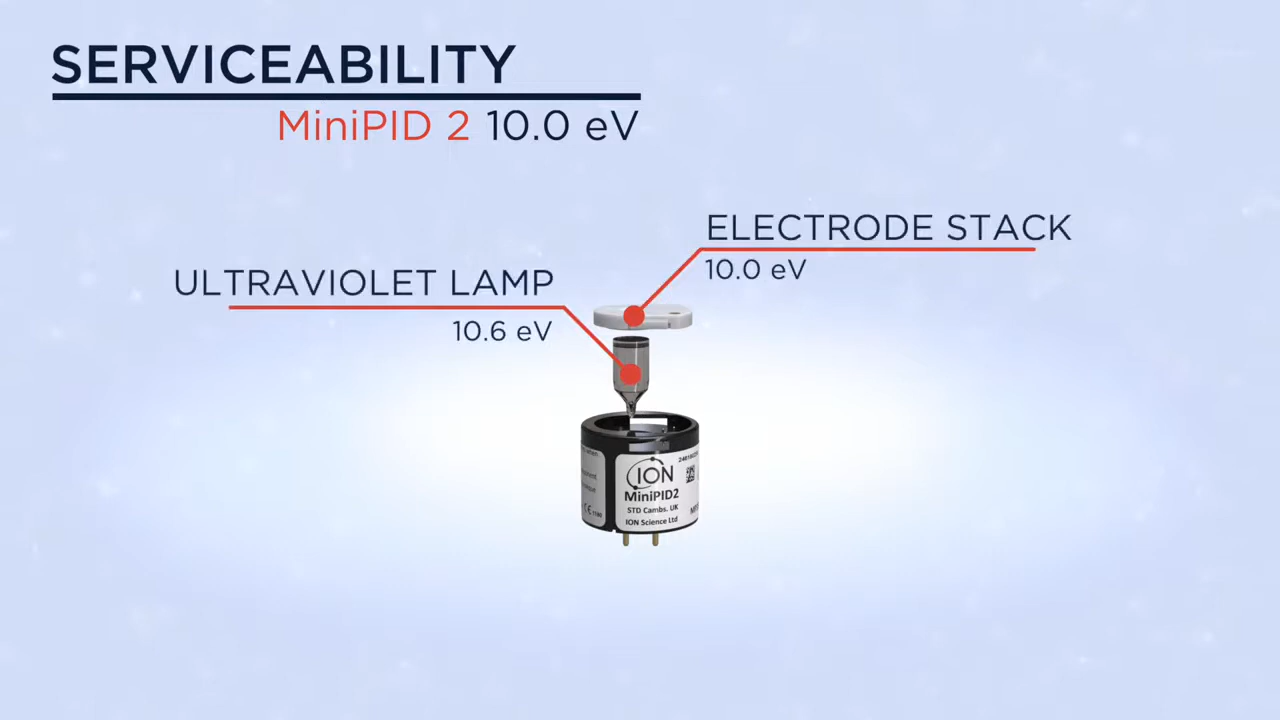 SERVICEABILITY
MiniPID 2 10.0 eV
ELECTRODE STACK
10.0 eV
ULTRAVIOLET LAMP
10.6 eV
ION
MiniPID2
STD Cambs. UK
ION Science Ltd